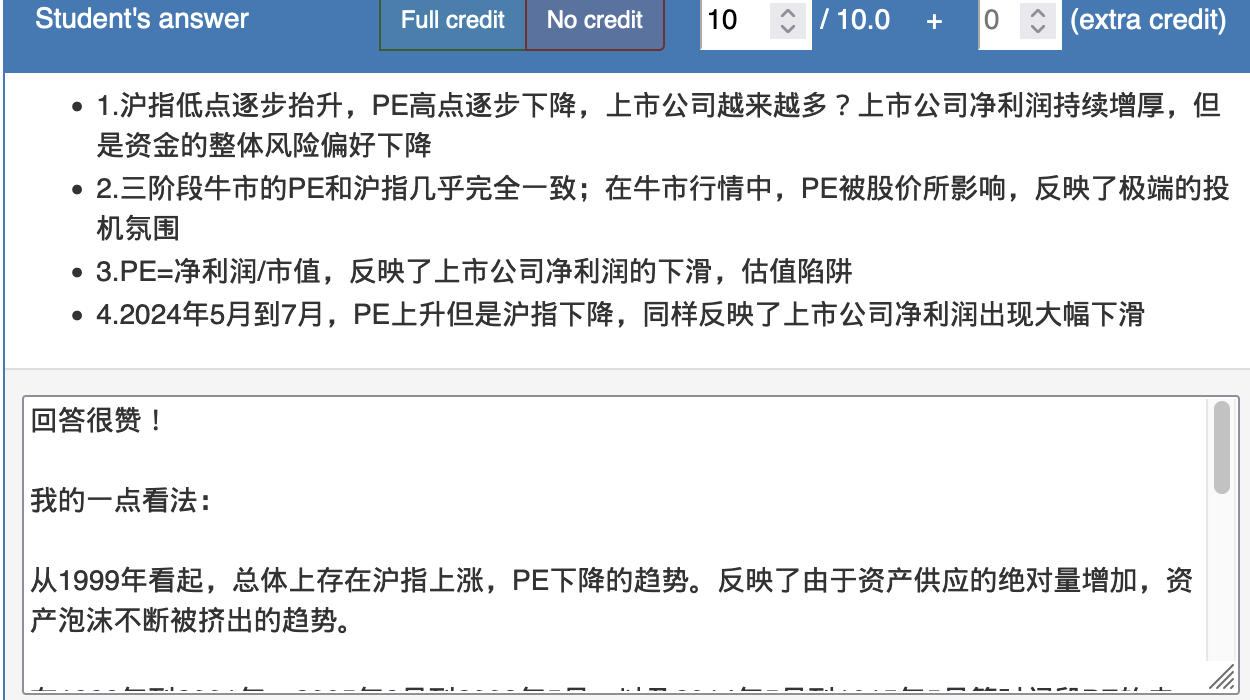 Student's answer Full credit No credit 10 / 10.0 + 0 (extra credit)
1.沪指低点逐步抬升，PE高点逐步下降，上市公司越来越多？上市公司净利润持续增厚，但
是资金的整体风险偏好下降
2.三阶段牛市的PE和沪指几乎完全一致；在牛市行情中，PE被股价所影响，反映了极端的投
机氛围
3.PE=净利润/市值，反映了上市公司净利润的下滑，估值陷阱
4.2024年5月到7月，PE上升但是沪指下降，同样反映了上市公司净利润出现大幅下滑
回答很赞！
我的一点看法：
从1999年看起，总体上存在沪指上涨，PE下降的趋势。反映了由于资产供应的绝对量增加，资
产泡沫不断被挤出的趋势。